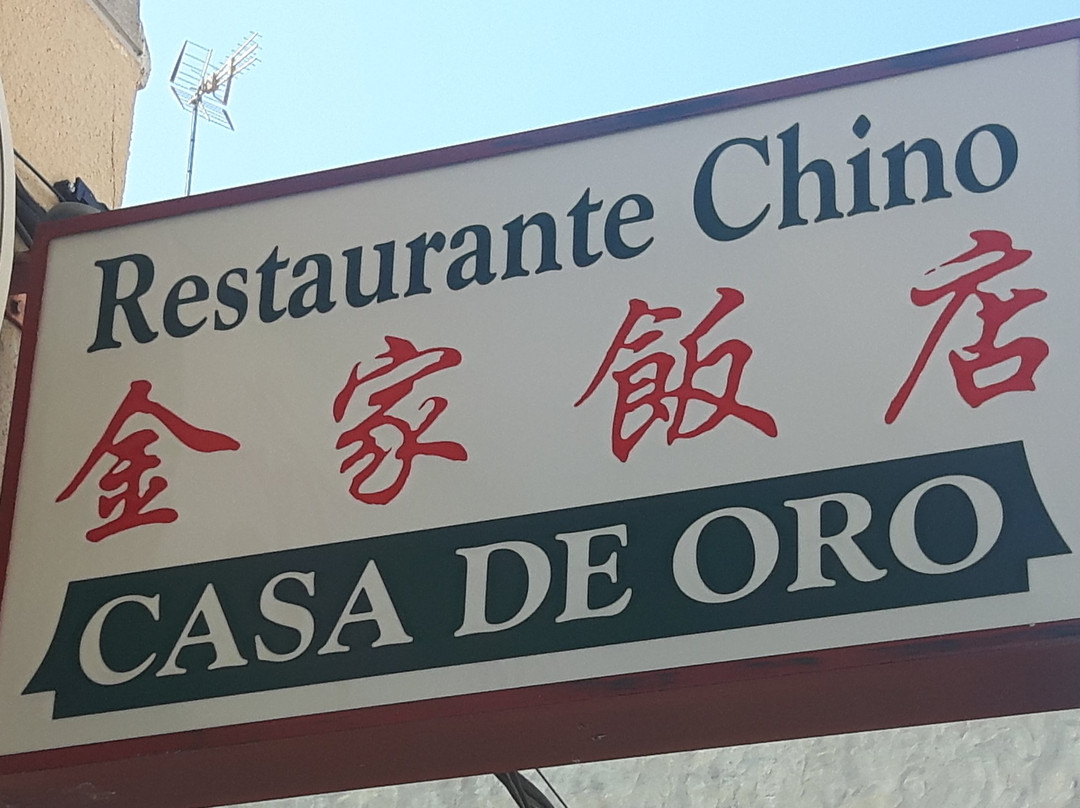 Restaurante Chino
金家飯店
CASA DE ORO